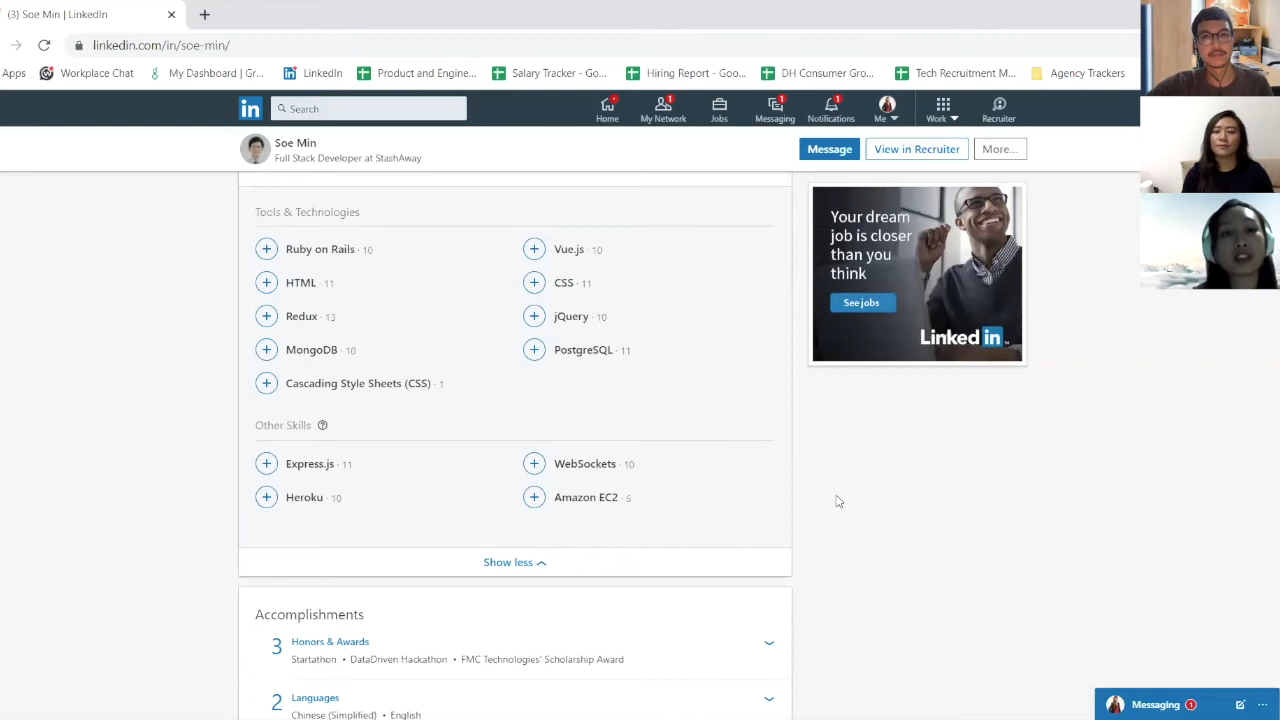 (3) Soe Min | LinkedIn
linkedin.com/in/soe-min/
Apps Workplace Chat My Dashboard | Gr... LinkedIn Product and Engine... Salary Tracker - Go... Hiring Report - Goo... DH Consumer Gro... Tech Recruitment M... Agency Trackers
in Search Home 1 My Network Jobs 1 Messaging 1 Notifications Me Work Recruiter
Soe Min
Full Stack Developer at StashAway
Message View in Recruiter More...
Tools & Technologies
Ruby on Rails · 10 Vue.js · 10
HTML · 11 CSS · 11
Redux · 13 jQuery · 10
MongoDB · 10 PostgreSQL · 11
Cascading Style Sheets (CSS) · 1
Other Skills
Express.js · 11 WebSockets · 10
Heroku · 10 Amazon EC2 · 6
Show less
Your dream
job is closer
than you
think
See jobs
LinkedIn
Accomplishments
3 Honors & Awards
Startathon • DataDriven Hackathon • FMC Technologies' Scholarship Award
2 Languages
Chinese (Simplified) • English
Messaging 1